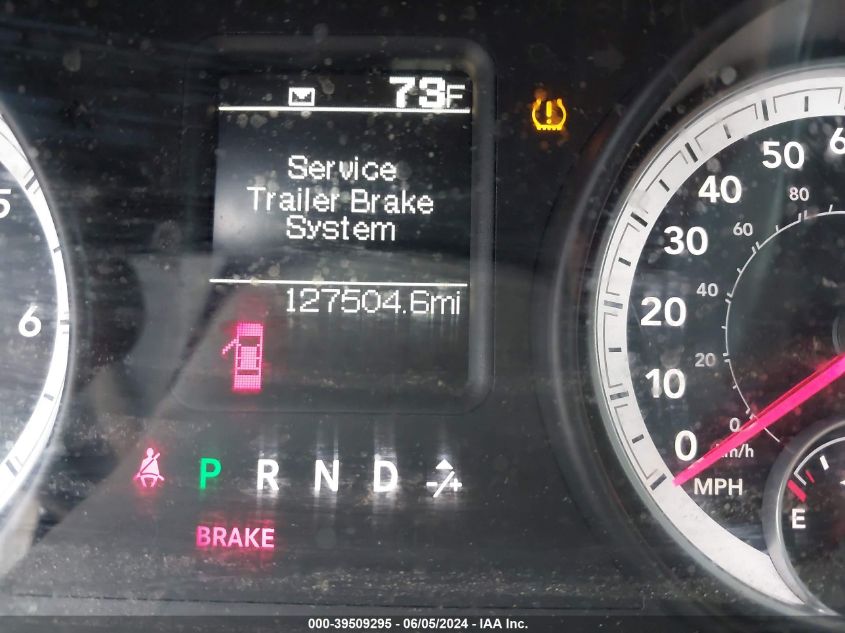 73F
Service
Trailer Brake
System
127504.6mi
P R N D -/+
BRAKE
5
6
0
10
20
30
40
50
6
0
20
40
60
80
km/h
MPH
E
000-39509295 - 06/05/2024 - IAA Inc.